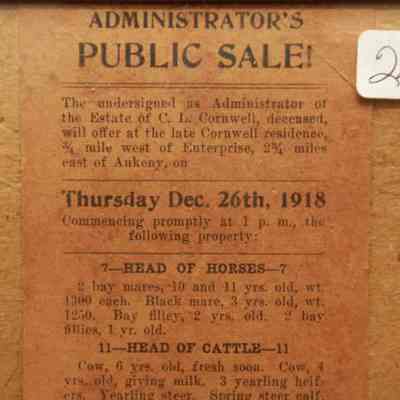 ADMINISTRATOR'S
PUBLIC SALE!
The undersigned as Administrator of
the Estate of C. L. Cornwell, deceased,
will offer at the late Cornwell residence,
¾ mile west of Enterprise, 2¾ miles
east of Ankeny, on
Thursday Dec. 26th, 1918
Commencing promptly at 1 p. m., the
following property:
7—HEAD OF HORSES—7
2 bay mares, 10 and 11 yrs. old, wt.
1300 each. Black mare, 3 yrs. old, wt.
1250. Bay filley, 2 yrs. old. 2 bay
fillies, 1 yr. old.
11—HEAD OF CATTLE—11
Cow, 6 yrs. old, fresh soon. Cow, 4
yrs. old, giving milk. 3 yearling heif-
ers. Yearling steer. Spring steer calf.
2